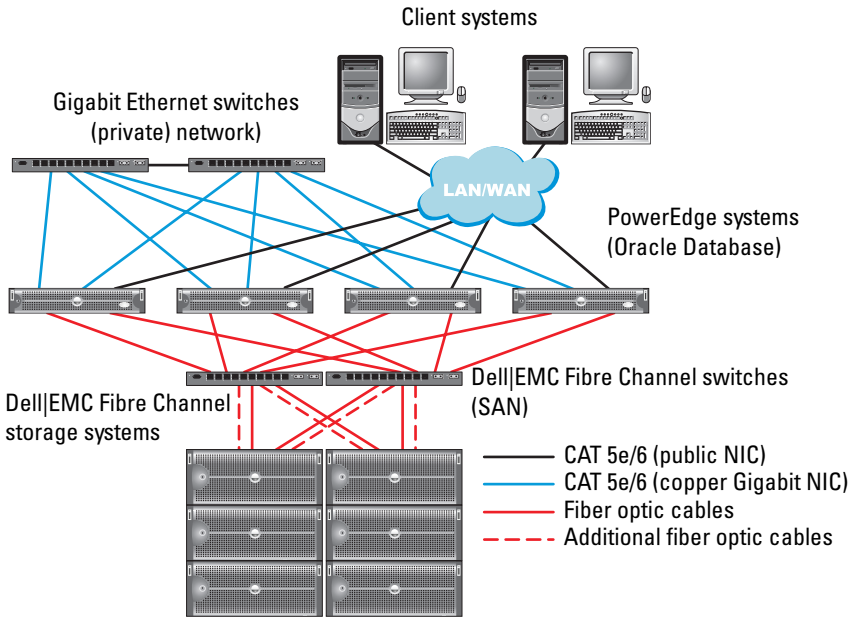 Client systems
Gigabit Ethernet switches
(private) network)
LAN/WAN
PowerEdge systems
(Oracle Database)
Dell|EMC Fibre Channel switches
(SAN)
Dell|EMC Fibre Channel
storage systems
CAT 5e/6 (public NIC)
CAT 5e/6 (copper Gigabit NIC)
Fiber optic cables
Additional fiber optic cables